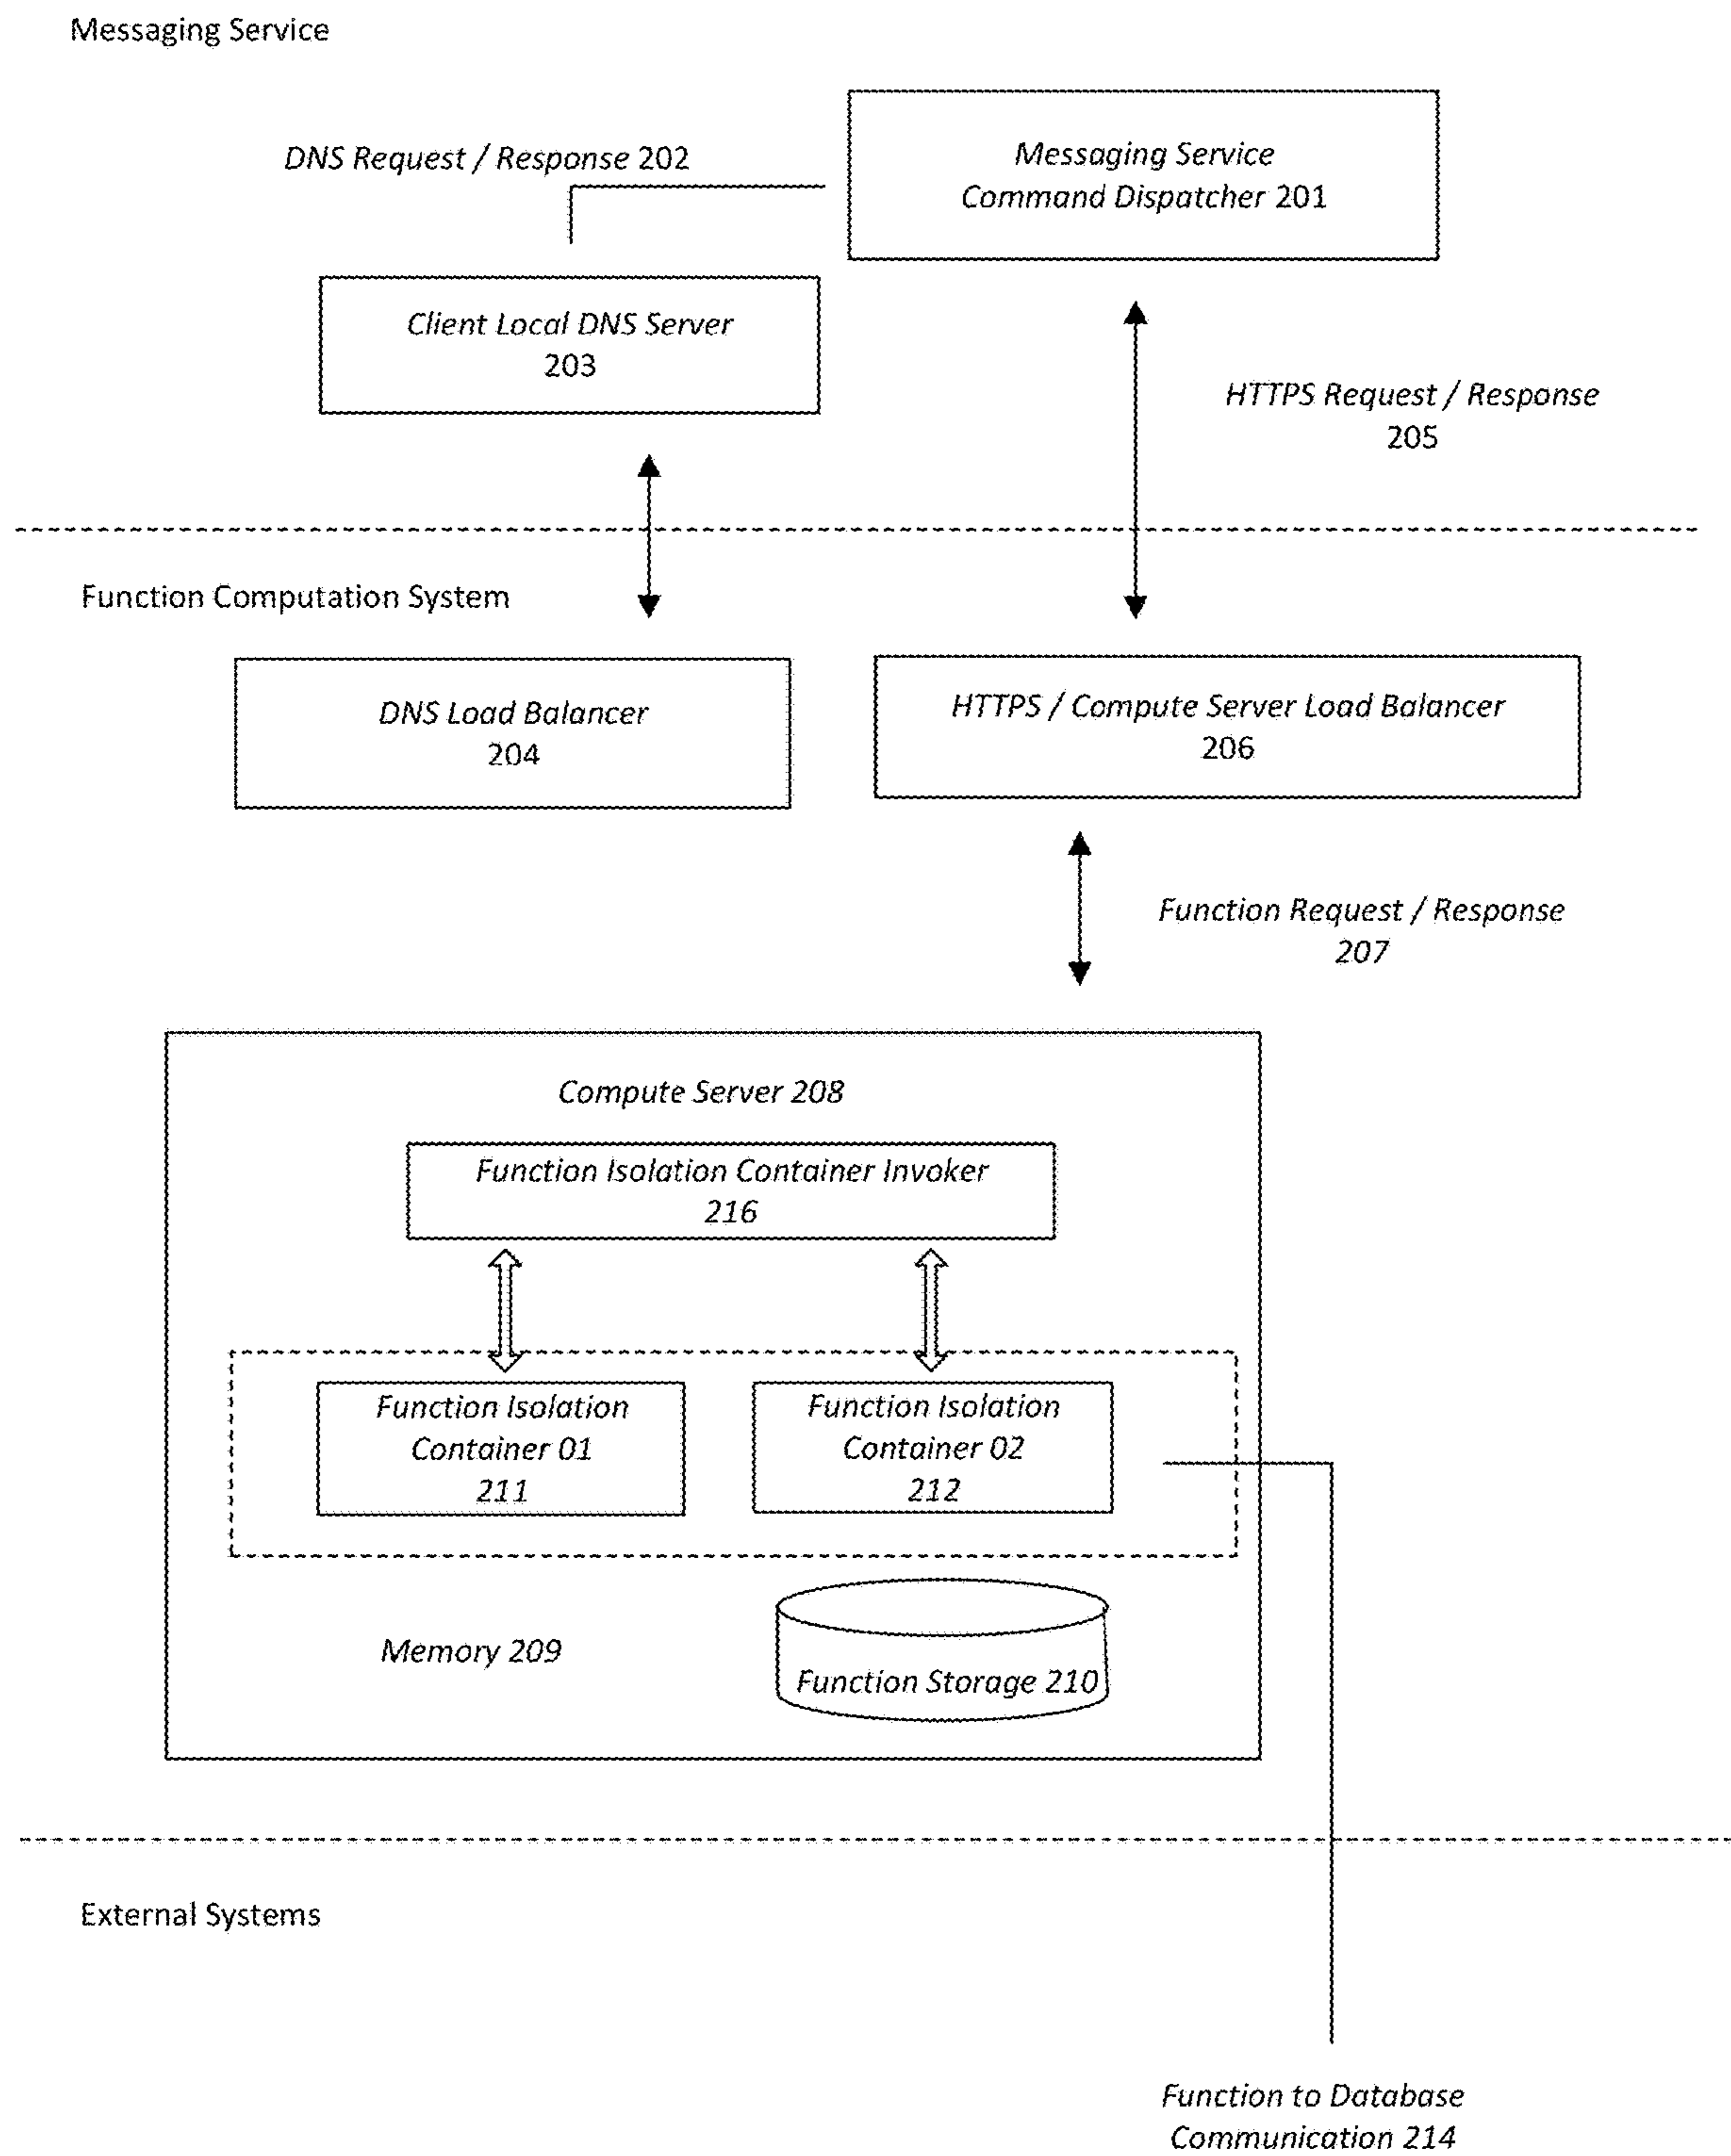 Messaging Service
DNS Request / Response 202
Messaging Service
Command Dispatcher 201
Client Local DNS Server
203
HTTPS Request / Response
205
Function Computation System
DNS Load Balancer
204
HTTPS / Compute Server Load Balancer
206
Function Request / Response
207
Compute Server 208
Function Isolation Container Invoker
216
Function Isolation
Container 01
211
Function Isolation
Container 02
212
Memory 209
Function Storage 210
External Systems
Function to Database
Communication 214